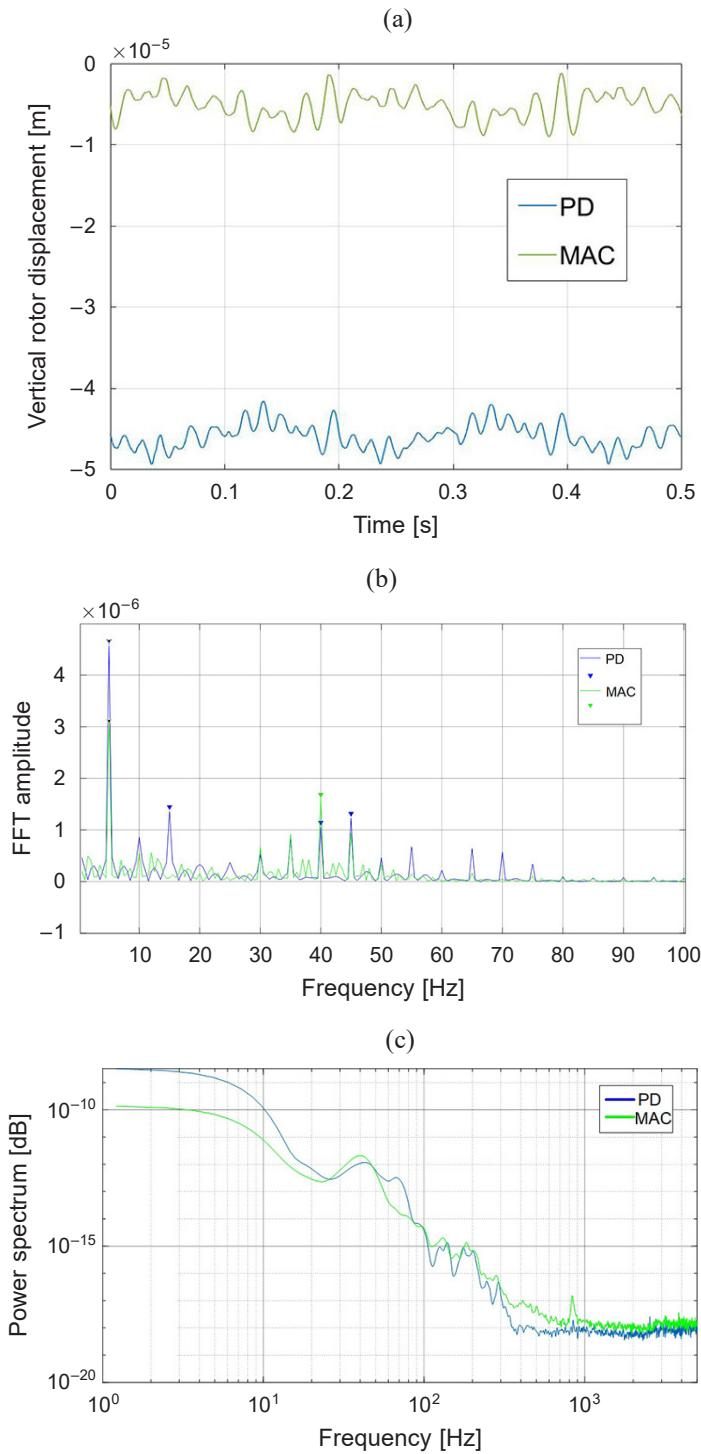 (a)
×10−5
0
−1
−2
−3
−4
−5
Vertical rotor displacement [m]
PD
MAC
0 0.1 0.2 0.3 0.4 0.5
Time [s]
(b)
×10−6
4
3
2
1
0
−1
FFT amplitude
PD
MAC
10 20 30 40 50 60 70 80 90 100
Frequency [Hz]
(c)
10−10
10−15
10−20
Power spectrum [dB]
PD
MAC
100 101 102 103
Frequency [Hz]